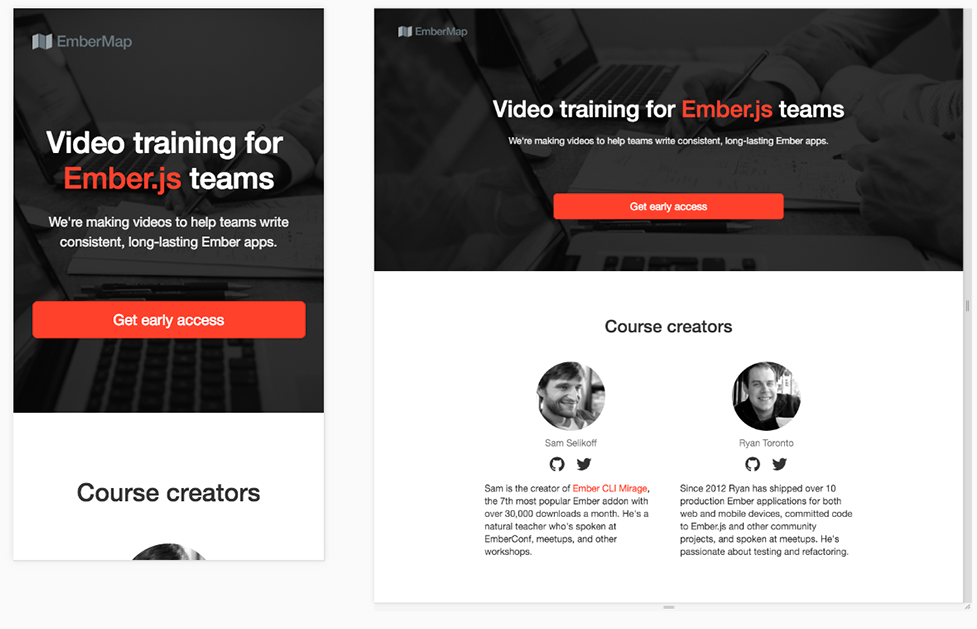 EmberMap
Video training for
Ember.js teams
We're making videos to help teams write
consistent, long-lasting Ember apps.
Get early access
Course creators
EmberMap
Video training for Ember.js teams
We're making videos to help teams write consistent, long-lasting Ember apps.
Get early access
Course creators
Sam Selikoff
Sam is the creator of Ember CLI Mirage,
the 7th most popular Ember addon with
over 30,000 downloads a month. He's a
natural teacher who's spoken at
EmberConf, meetups, and other
workshops.
Ryan Toronto
Since 2012 Ryan has shipped over 10
production Ember applications for both
web and mobile devices, committed code
to Ember.js and other community
projects, and spoken at meetups. He's
passionate about testing and refactoring.